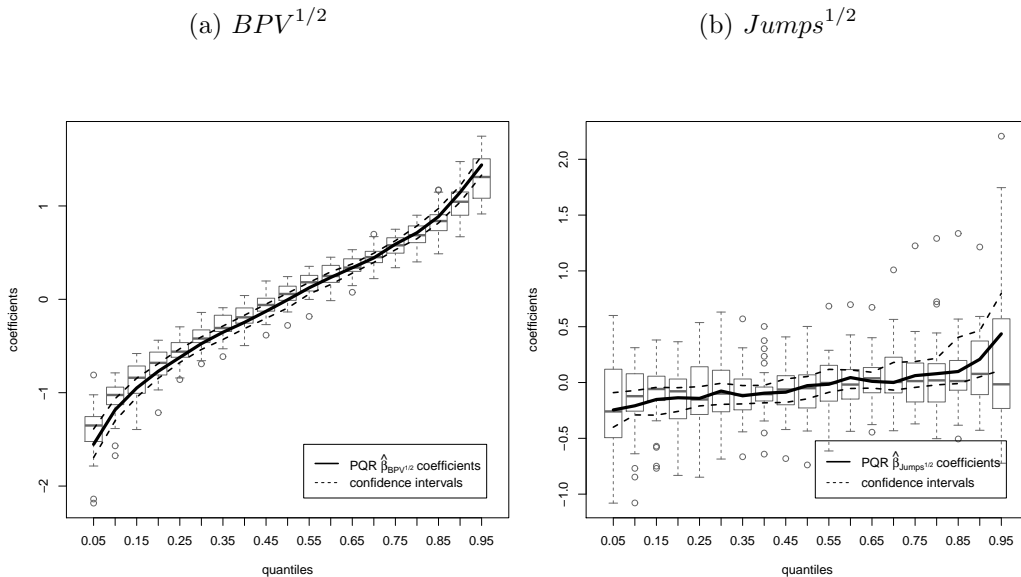 (a) BPV^{1/2}
coefficients
1
0
-1
-2
PQR β̂_{BPV^{1/2}} coefficients
confidence intervals
0.05 0.15 0.25 0.35 0.45 0.55 0.65 0.75 0.85 0.95
quantiles
(b) Jumps^{1/2}
coefficients
2.0
1.5
1.0
0.5
0.0
-0.5
-1.0
PQR β̂_{Jumps^{1/2}} coefficients
confidence intervals
0.05 0.15 0.25 0.35 0.45 0.55 0.65 0.75 0.85 0.95
quantiles